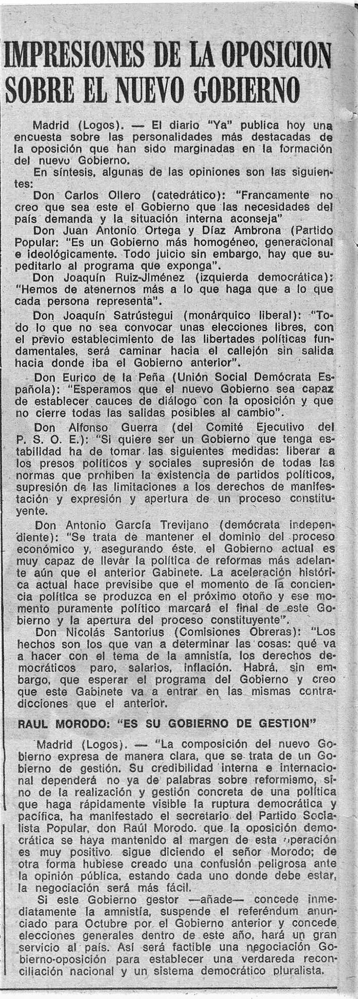 IMPRESIONES DE LA OPOSICION
SOBRE EL NUEVO GOBIERNO
Madrid (Logos). — El diario "Ya" publica hoy una
encuesta sobre las personalidades más destacadas de
la oposición que han sido marginadas en la formación
del nuevo Gobierno.
En síntesis, algunas de las opiniones son las siguien-
tes:
Don Carlos Ollero (catedrático): "Francamente no
creo que sea este el Gobierno que las necesidades del
país demanda y la situación interna aconseja"
Don Juan Antonio Ortega y Díaz Ambrona (Partido
Popular: "Es un Gobierno más homogéneo, generacional
e ideológicamente. Todo juicio sin embargo, hay que su-
peditarlo al programa que exponga".
Don Joaquín Ruiz-Jiménez (izquierda democrática):
"Hemos de atenernos más a lo que haga que a lo que
cada persona representa".
Don Joaquín Satrústegui (monárquico liberal): "To-
do lo que no sea convocar unas elecciones libres, con
el previo establecimiento de las libertades políticas fun-
damentales, será caminar hacia el callejón sin salida
hacia donde iba el Gobierno anterior".
Don Eurico de la Peña (Unión Social Demócrata Es-
pañola): "Esperamos que el nuevo Gobierno sea capaz
de establecer cauces de diálogo con la oposición y que
no cierre todas las salidas posibles al cambio".
Don Alfonso Guerra (del Comité Ejecutivo del
P. S. O. E.): "Si quiere ser un Gobierno que tenga es-
tabilidad ha de tomar las siguientes medidas: liberar a
los presos políticos y sociales supresión de todas las
normas que prohiben la existencia de partidos políticos,
supresión de las limitaciones a los derechos de manifes-
tación y expresión y apertura de un proceso constitu-
yente.
Don Antonio García Trevijano (demócrata indepen-
diente): "Se trata de mantener el dominio del proceso
económico y, asegurando éste, el Gobierno actual es
muy capaz de llevár la política de reformas más adelan-
te aún que el anterior Gabinete. La aceleración históri-
ca actual hace previsibe que el momento de la concien-
cia política se produzca en el próximo otoño y ese mo-
mento puramente político marcará el final de este Go-
bierno y la apertura del proceso constituyente".
Don Nicolás Santorius (Comisiones Obreras): "Los
hechos son los que van a determinar las cosas: qué va
a hacer con el tema de la amnistía, los derechos de-
mocráticos paro, salarios, inflación. Habrá, sin em-
bargo, que esperar el programa del Gobierno y creo
que este Gabinete va a entrar en las mismas contra-
dicciones que el anterior.
RAUL MORODO: "ES SU GOBIERNO DE GESTION"
Madrid (Logos). — "La composición del nuevo Go-
bierno expresa de manera clara, que se trata de un Go-
bierno de gestión. Su credibilidad interna e internacio-
nal dependerá no ya de palabras sobre reformismo, si-
no de la realización y gestión concreta de una política
que haga rápidamente visible la ruptura democrática y
pacífica, ha manifestado el secretario del Partido Socia-
lista Popular, don Raúl Morodo. que la oposición demo-
crática se haya mantenido al margen de esta operación
es muy positivo. sigue diciendo el señor Morodo; de
otra forma hubiese creado una confusión peligrosa ante
la opinión pública, estando cada uno donde debe estar,
la negociación será más fácil.
Si este Gobierno gestor —añade— concede inme-
diatamente la amnistía, suspende el referéndum anun-
ciado para Octubre por el Gobierno anterior y concede
elecciones generales dentro de este año, hará un gran
servicio al país. Así será factible una negociación Go-
bierno-oposición para establecer una verdareda recon-
ciliación nacional y un sistema democrático pluralista.